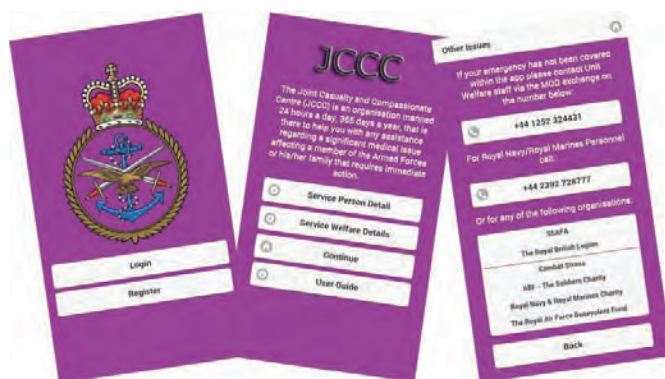 Login
Register
JCCC
The Joint Casualty and Compassionate
Centre (JCCC) is an organisation manned
24 hours a day, 365 days a year, that is
there to help you with any assistance
regarding a significant medical issue
affecting a member of the Armed Forces
or his/her family that requires immediate
action.
Service Person Detail
Service Welfare Details
Continue
User Guide
Other Issues
If your emergency has not been covered
within the app please contact Unit
Welfare staff via the MOD exchange on
the number below:
+44 1252 324431
For Royal Navy/Royal Marines Personnel
call:
+44 2392 728777
Or for any of the following organisations:
SSAFA
The Royal British Legion
Combat Stress
ABF - The Soldiers Charity
Royal Navy & Royal Marines Charity
The Royal Air Force Benevolent Fund
Back